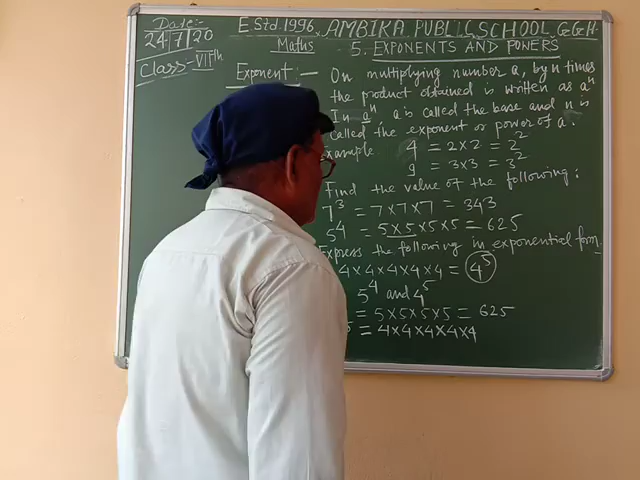 Date:-
24/7/20
Class-VIIth
E.Std.1996. AMBIKA PUBLIC SCHOOL
Maths 5. EXPONENTS AND POWERS
Exponent:— On multiplying number a, by n times
the product obtained is written as aⁿ
In aⁿ, a is called the base and n is
called the exponent or power of a.
Example 4 = 2×2 = 2²
9 = 3×3 = 3²
Find the value of the following:
7³ = 7×7×7 = 343
5⁴ = 5×5×5×5 = 625
Express the following in exponential form
4×4×4×4×4 = 4⁵
5⁴ and 4⁵
= 5×5×5×5 = 625
= 4×4×4×4×4